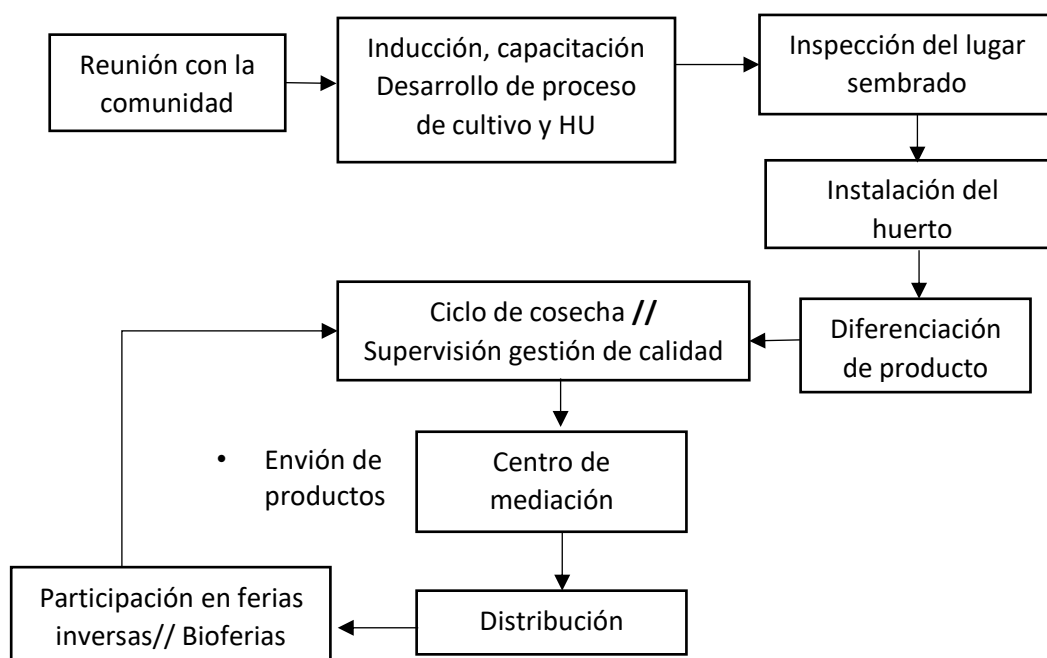 Reunión con la
comunidad
Inducción, capacitación
Desarrollo de proceso
de cultivo y HU
Inspección del lugar
sembrado
Instalación del
huerto
Diferenciación
de producto
Ciclo de cosecha //
Supervisión gestión de calidad
• Envión de
productos
Centro de
mediación
Distribución
Participación en ferias
inversas// Bioferias